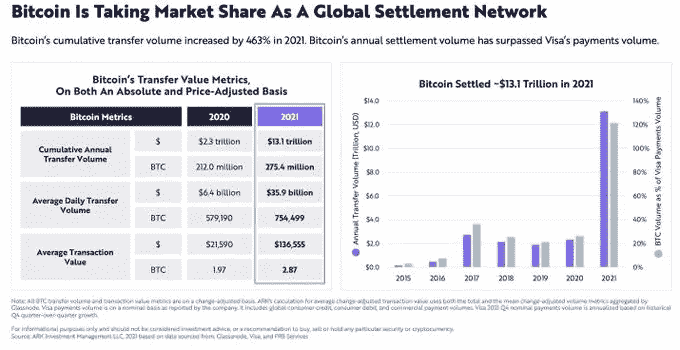 Bitcoin Is Taking Market Share As A Global Settlement Network
Bitcoin's cumulative transfer volume increased by 463% in 2021. Bitcoin's annual settlement volume has surpassed Visa's payments volume.
Bitcoin's Transfer Value Metrics,
On Both An Absolute and Price-Adjusted Basis
Bitcoin Metrics 2020 2021
Cumulative Annual Transfer Volume $ $2.3 trillion $13.1 trillion
BTC 212.0 million 275.4 million
Average Daily Transfer Volume $ $6.4 billion $35.9 billion
BTC 579,190 754,499
Average Transaction Value $ $21,590 $136,555
BTC 1.97 2.87
Bitcoin Settled ~$13.1 Trillion in 2021
Annual Transfer Volume (Trillion, USD)
$14.0
$12.0
$10.0
$8.0
$6.0
$4.0
$2.0
$0.0
2015 2016 2017 2018 2019 2020 2021
140%
120%
100%
80%
60%
40%
20%
0%
BTC Volume as % of Visa Payments Volume
Note: All BTC transfer volume and transaction value metrics are on a change-adjusted basis. ARK's calculation for average change-adjusted transaction value uses both the total and the mean change-adjusted volume metrics aggregated by
Glassnode. Visa payments volume is on a nominal basis as reported by the company. It includes global consumer credit, consumer debit, and commercial payments volumes. Visa 2021 Q4 nominal payments volume is annualized based on historical
Q4 quarter-over-quarter growth.
For informational purposes only and should not be considered investment advice, or a recommendation to buy, sell or hold any particular security or cryptocurrency.
Source: ARK Investment Management LLC, 2021 based on data sourced from: Glassnode, Visa, and FRB Services